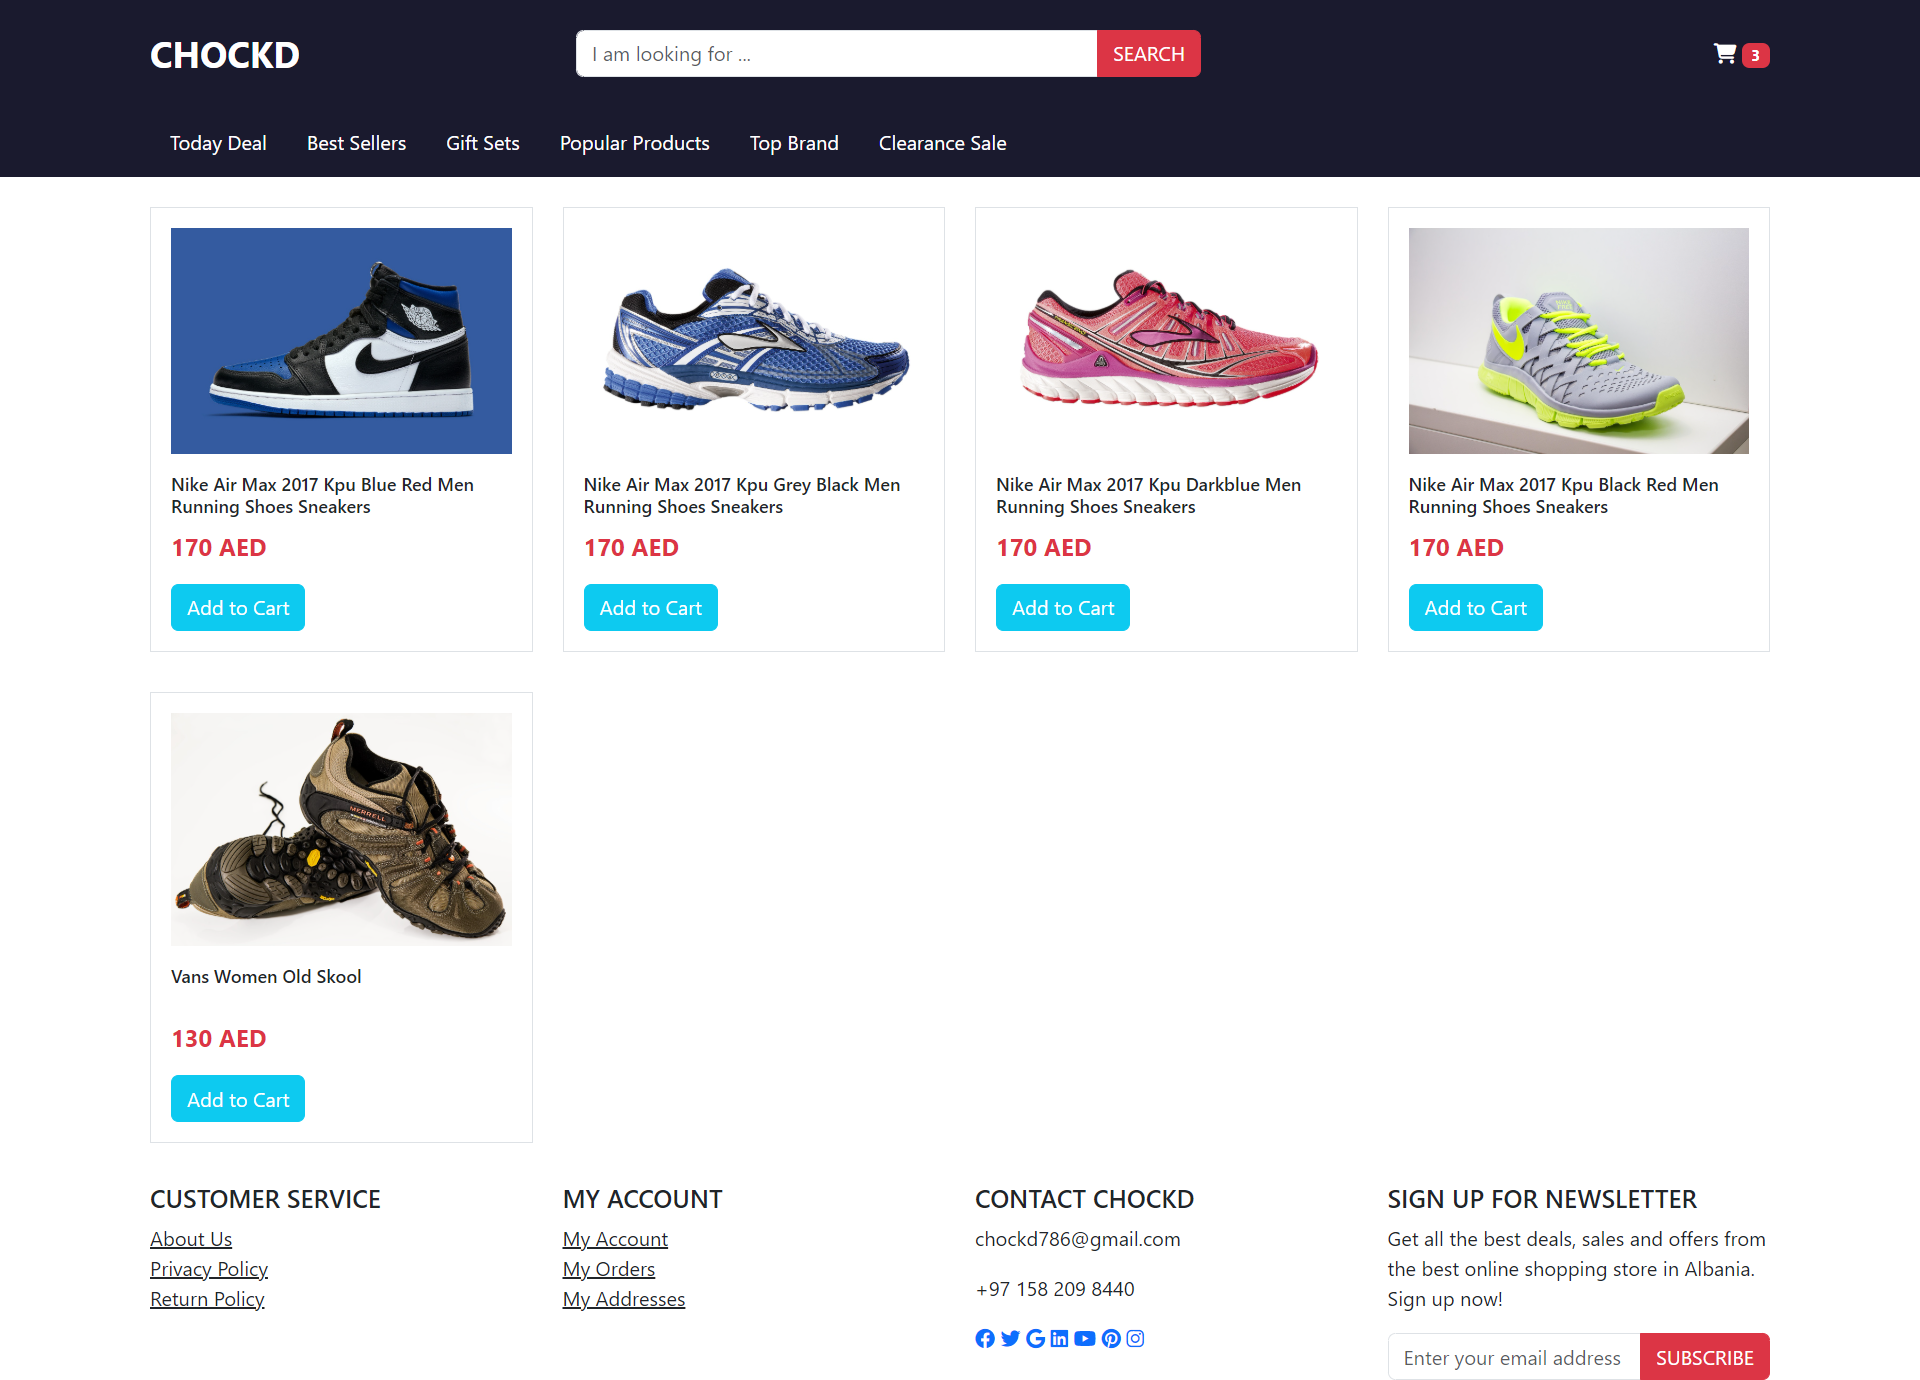 CHOCKD
I am looking for ...
SEARCH
3
Today Deal
Best Sellers
Gift Sets
Popular Products
Top Brand
Clearance Sale
Nike Air Max 2017 Kpu Blue Red Men
Running Shoes Sneakers
170 AED
Add to Cart
Nike Air Max 2017 Kpu Grey Black Men
Running Shoes Sneakers
170 AED
Add to Cart
Nike Air Max 2017 Kpu Darkblue Men
Running Shoes Sneakers
170 AED
Add to Cart
Nike Air Max 2017 Kpu Black Red Men
Running Shoes Sneakers
170 AED
Add to Cart
MERRELL
Vans Women Old Skool
130 AED
Add to Cart
CUSTOMER SERVICE
About Us
Privacy Policy
Return Policy
MY ACCOUNT
My Account
My Orders
My Addresses
CONTACT CHOCKD
chockd786@gmail.com
+97 158 209 8440
SIGN UP FOR NEWSLETTER
Get all the best deals, sales and offers from
the best online shopping store in Albania.
Sign up now!
Enter your email address
SUBSCRIBE